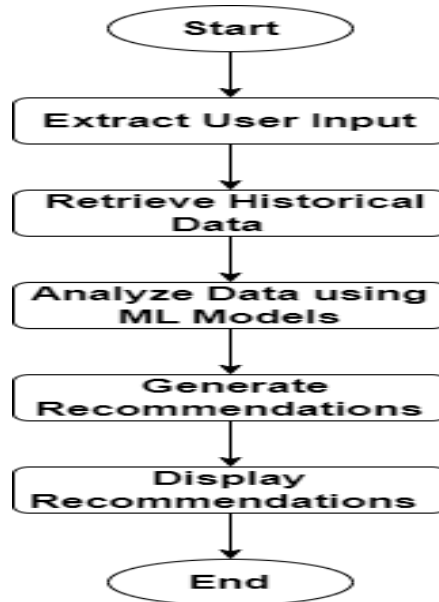 Start
Extract User Input
Retrieve Historical
Data
Analyze Data using
ML Models
Generate
Recommendations
Display
Recommendations
End